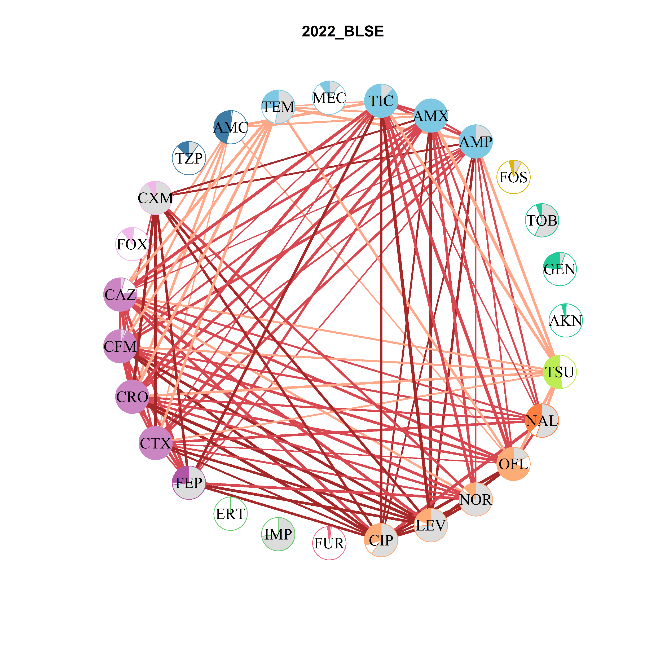 2022_BLSE
MEC
TIC
TEM
AMX
AMC
AMP
TZP
FOS
CXM
TOB
FOX
GEN
CAZ
AKN
CFM
TSU
CRO
NAL
CTX
OFL
FEP
NOR
ERT
LEV
IMP
CIP
FUR